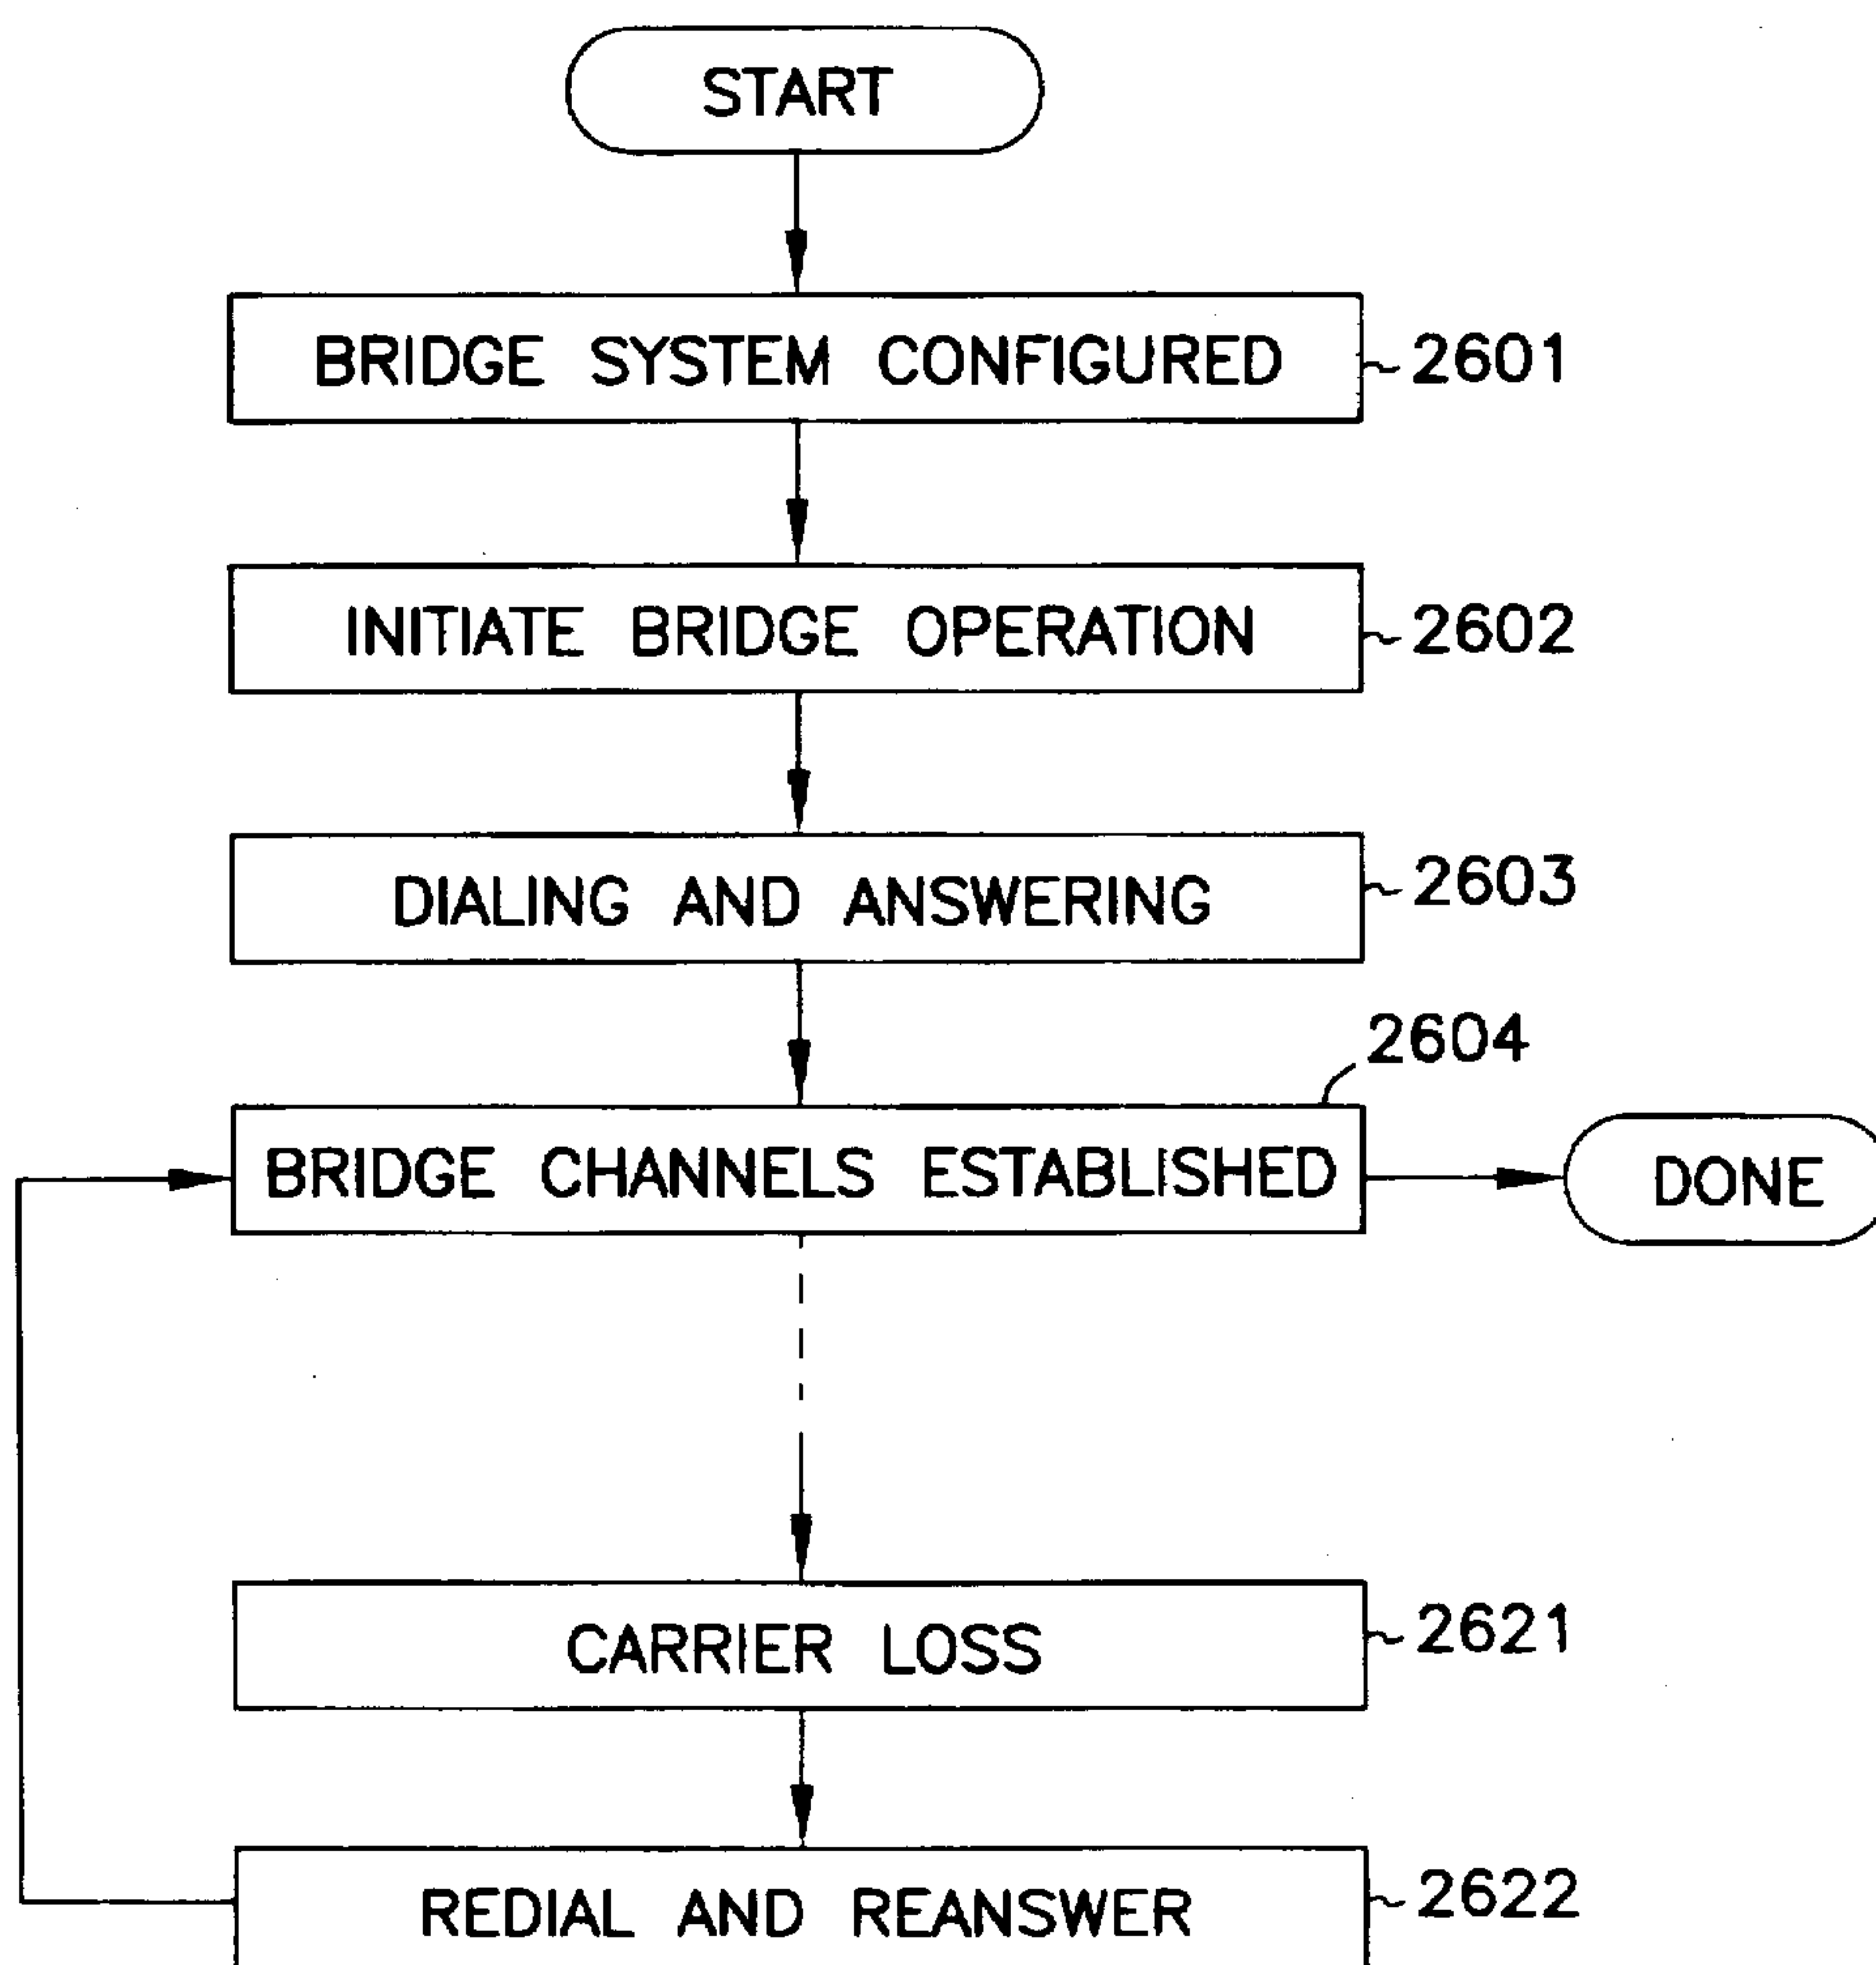 START
BRIDGE SYSTEM CONFIGURED 2601
INITIATE BRIDGE OPERATION 2602
DIALING AND ANSWERING 2603
2604
BRIDGE CHANNELS ESTABLISHED
DONE
CARRIER LOSS 2621
REDIAL AND REANSWER 2622